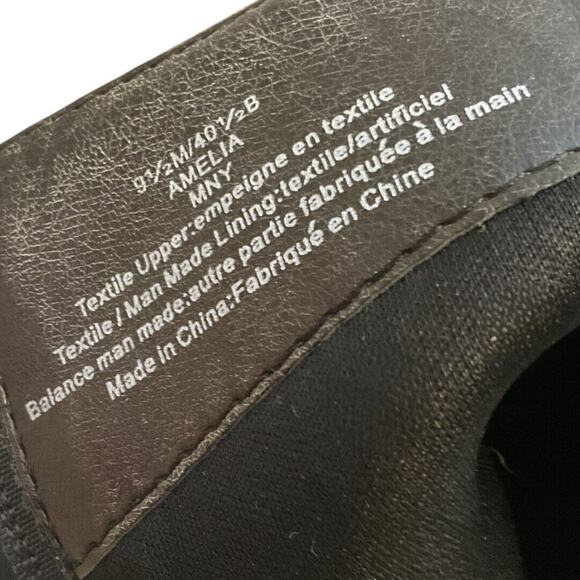 9½M/40½B
AMELIA
MNY
Textile Upper:empeigne en textile
Textile / Man Made Lining:textile/artificiel
Balance man made:autre partie fabriquée à la main
Made in China:Fabriqué en Chine